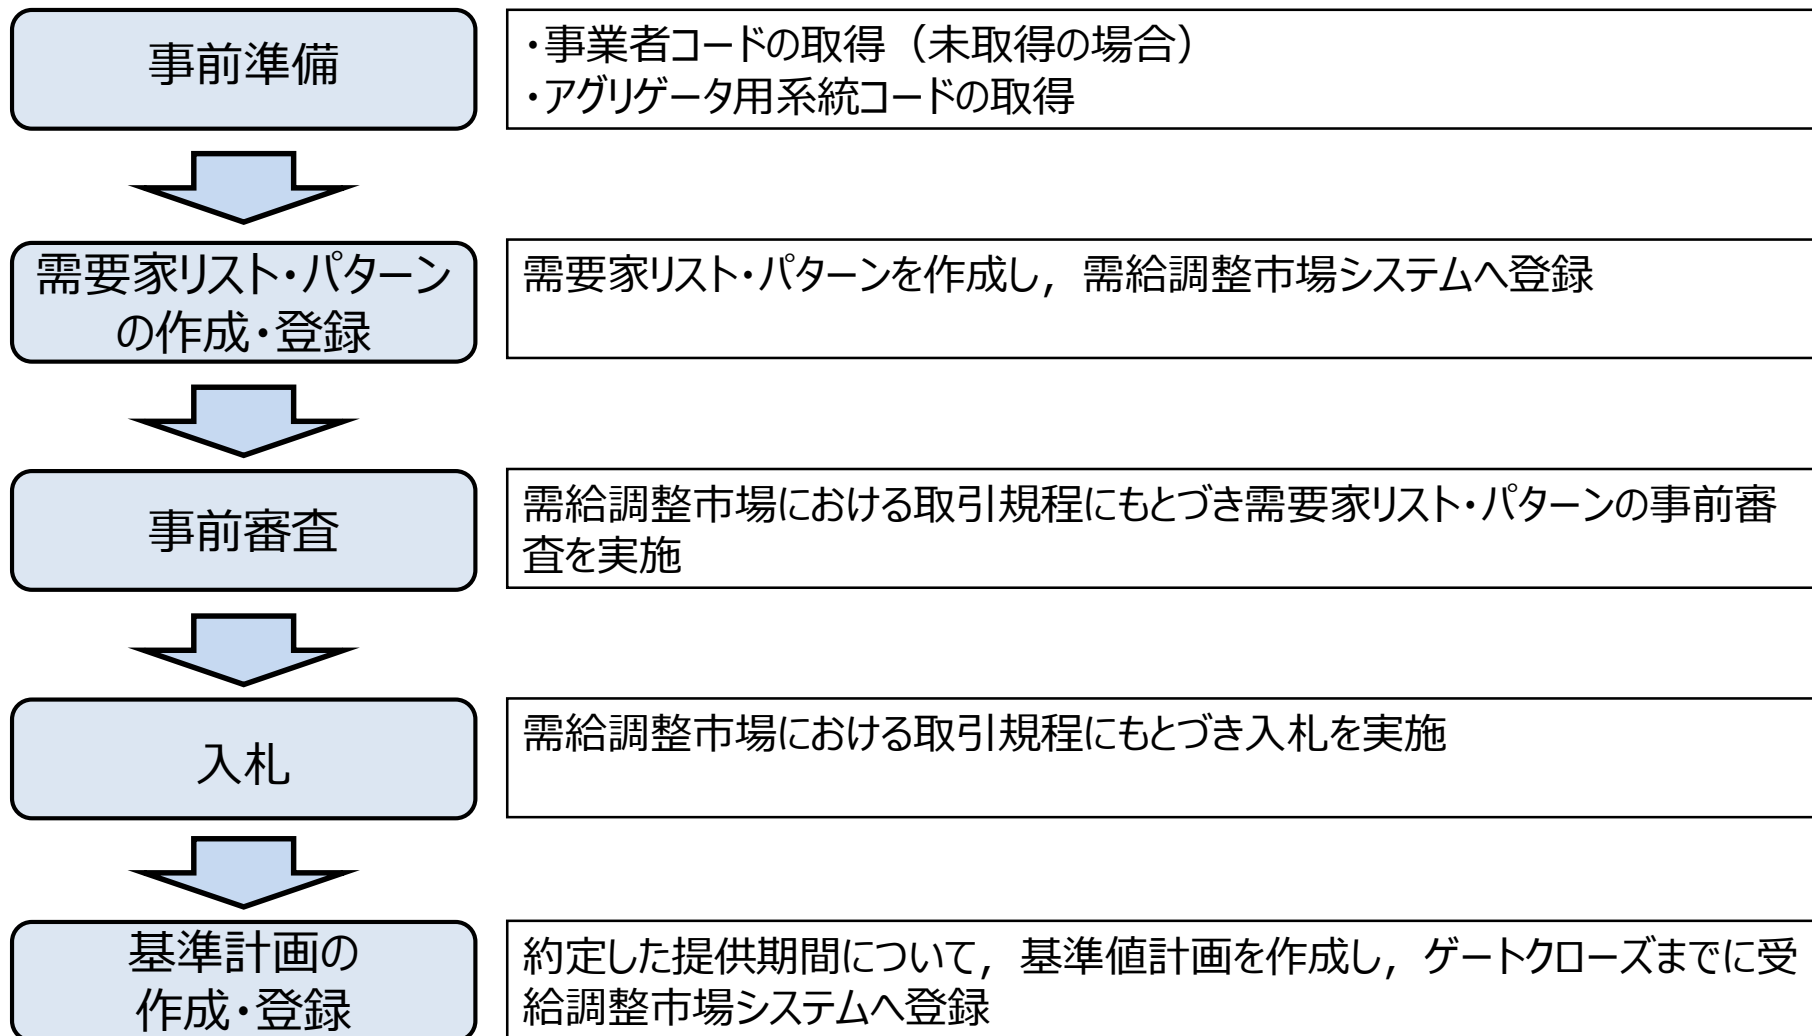 事前準備
・事業者コードの取得（未取得の場合）
・アグリゲータ用系統コードの取得
需要家リスト・パターン
の作成・登録
需要家リスト・パターンを作成し，需給調整市場システムへ登録
事前審査
需給調整市場における取引規程にもとづき需要家リスト・パターンの事前審
査を実施
入札
需給調整市場における取引規程にもとづき入札を実施
基準計画の
作成・登録
約定した提供期間について，基準値計画を作成し，ゲートクローズまでに受
給調整市場システムへ登録